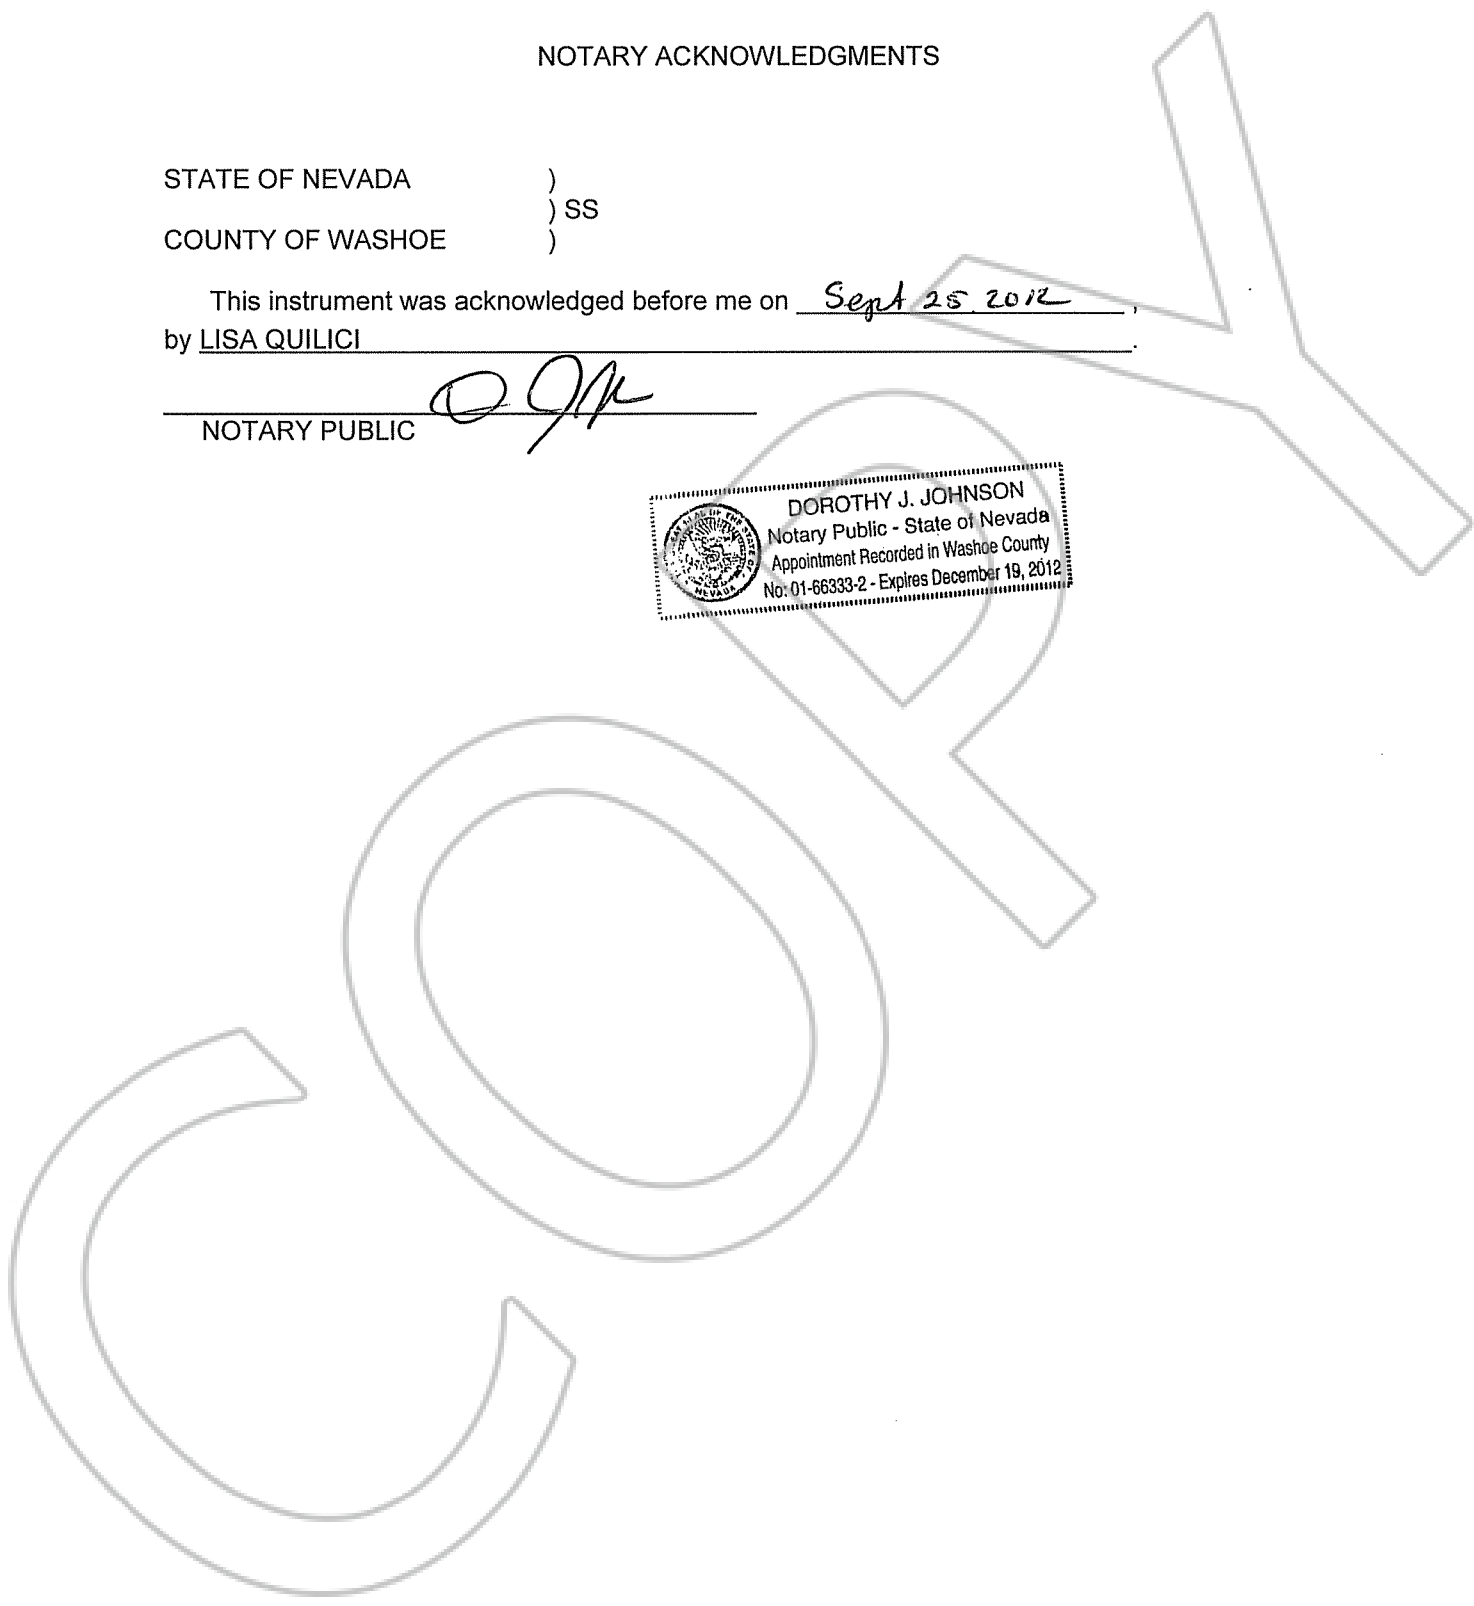 NOTARY ACKNOWLEDGMENTS
STATE OF NEVADA )
) SS
COUNTY OF WASHOE )
This instrument was acknowledged before me on Sept 25, 2012,
by LISA QUILICI.
NOTARY PUBLIC
DOROTHY J. JOHNSON
Notary Public - State of Nevada
Appointment Recorded in Washoe County
No: 01-66333-2 - Expires December 19, 2012
NEVADA
COPY